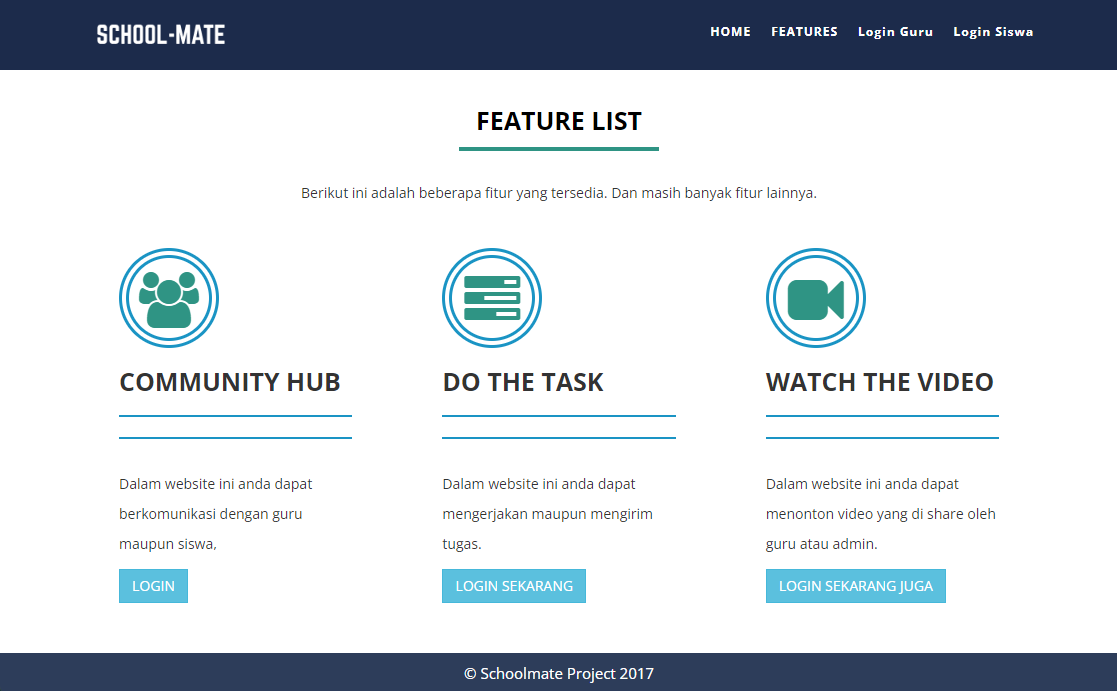 SCHOOL-MATE
HOME FEATURES Login Guru Login Siswa
FEATURE LIST
Berikut ini adalah beberapa fitur yang tersedia. Dan masih banyak fitur lainnya.
COMMUNITY HUB
Dalam website ini anda dapat
berkomunikasi dengan guru
maupun siswa,
LOGIN
DO THE TASK
Dalam website ini anda dapat
mengerjakan maupun mengirim
tugas.
LOGIN SEKARANG
WATCH THE VIDEO
Dalam website ini anda dapat
menonton video yang di share oleh
guru atau admin.
LOGIN SEKARANG JUGA
© Schoolmate Project 2017